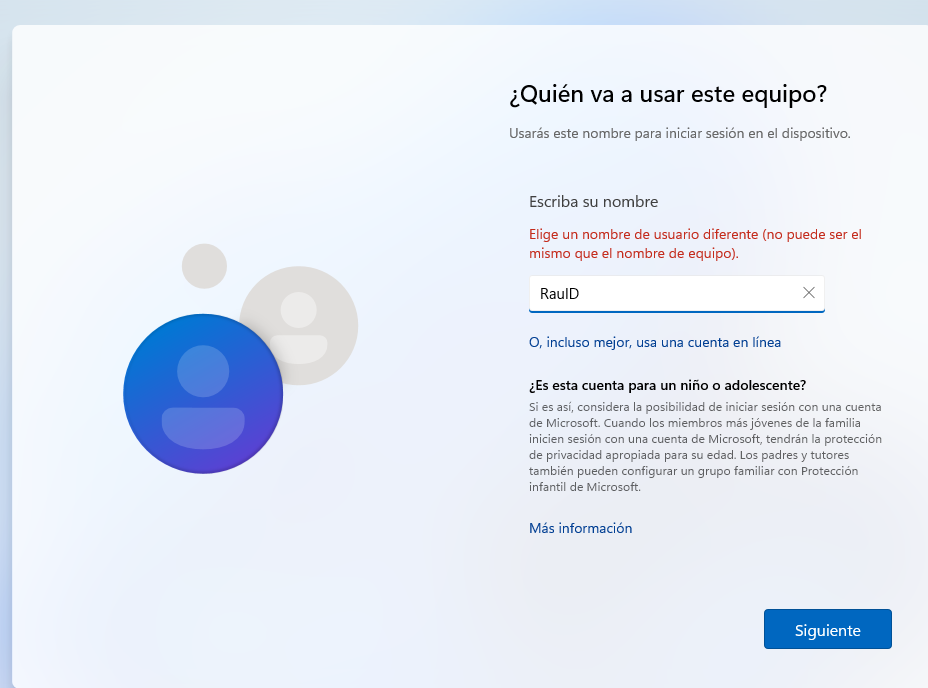 ¿Quién va a usar este equipo?
Usarás este nombre para iniciar sesión en el dispositivo.
Escriba su nombre
Elige un nombre de usuario diferente (no puede ser el
mismo que el nombre de equipo).
RaulD
O, incluso mejor, usa una cuenta en línea
¿Es esta cuenta para un niño o adolescente?
Si es así, considera la posibilidad de iniciar sesión con una cuenta
de Microsoft. Cuando los miembros más jóvenes de la familia
inicien sesión con una cuenta de Microsoft, tendrán la protección
de privacidad apropiada para su edad. Los padres y tutores
también pueden configurar un grupo familiar con Protección
infantil de Microsoft.
Más información
Siguiente